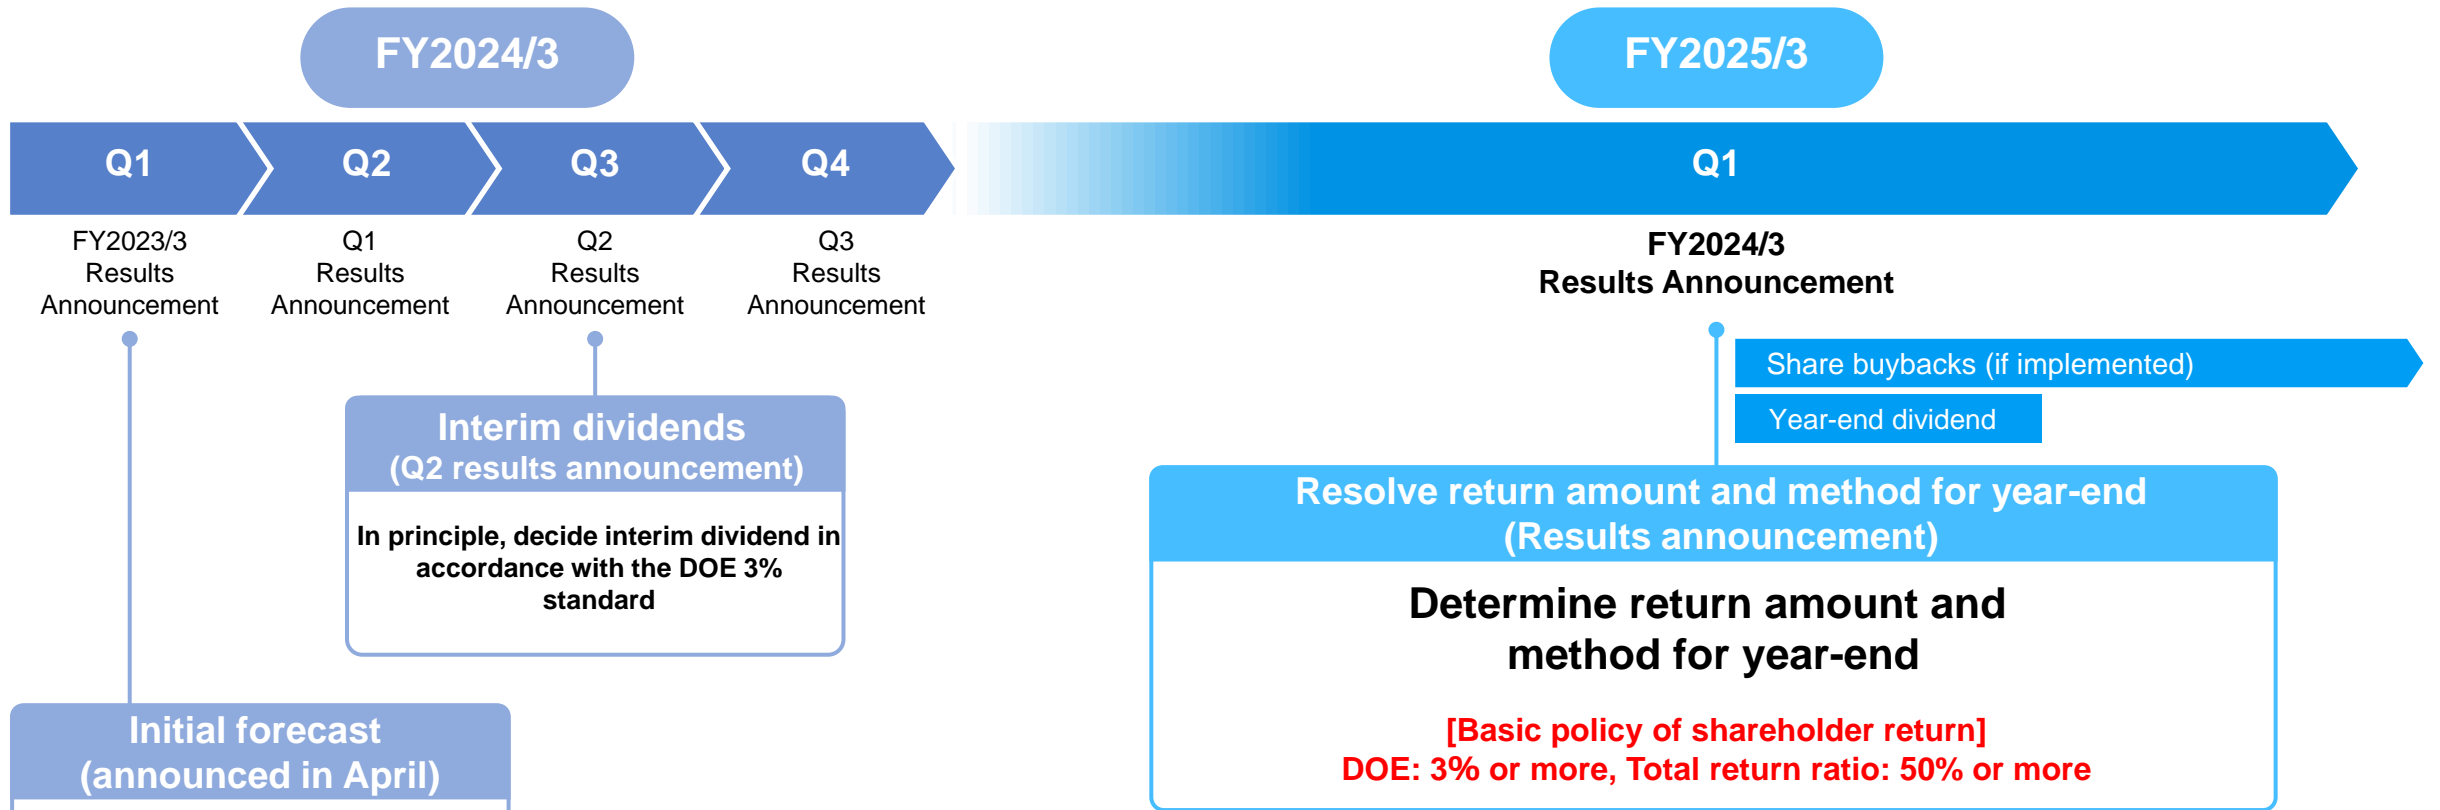 FY2024/3
FY2025/3
Q1
Q2
Q3
Q4
Q1
FY2023/3
Results
Announcement
Q1
Results
Announcement
Q2
Results
Announcement
Q3
Results
Announcement
FY2024/3
Results Announcement
Share buybacks (if implemented)
Year-end dividend
Interim dividends
(Q2 results announcement)
In principle, decide interim dividend in
accordance with the DOE 3%
standard
Resolve return amount and method for year-end
(Results announcement)
Determine return amount and
method for year-end
[Basic policy of shareholder return]
DOE: 3% or more, Total return ratio: 50% or more
Initial forecast
(announced in April)